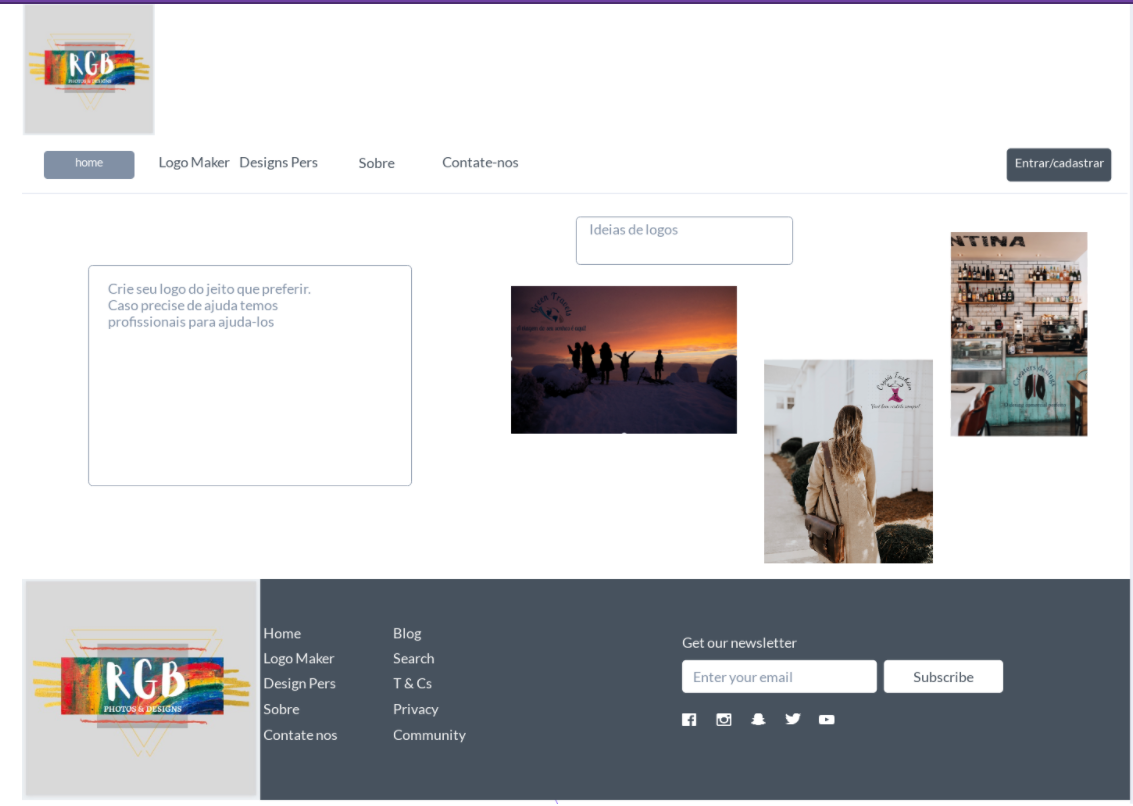 RGB
PHOTOS & DESIGNS
home
Logo Maker
Designs Pers
Sobre
Contate-nos
Entrar/cadastrar
Ideias de logos
Crie seu logo do jeito que preferir.
Caso precise de ajuda temos
profissionais para ajuda-los
NTINA
RGB
PHOTOS & DESIGNS
Home
Logo Maker
Design Pers
Sobre
Contate nos
Blog
Search
T & Cs
Privacy
Community
Get our newsletter
Enter your email
Subscribe